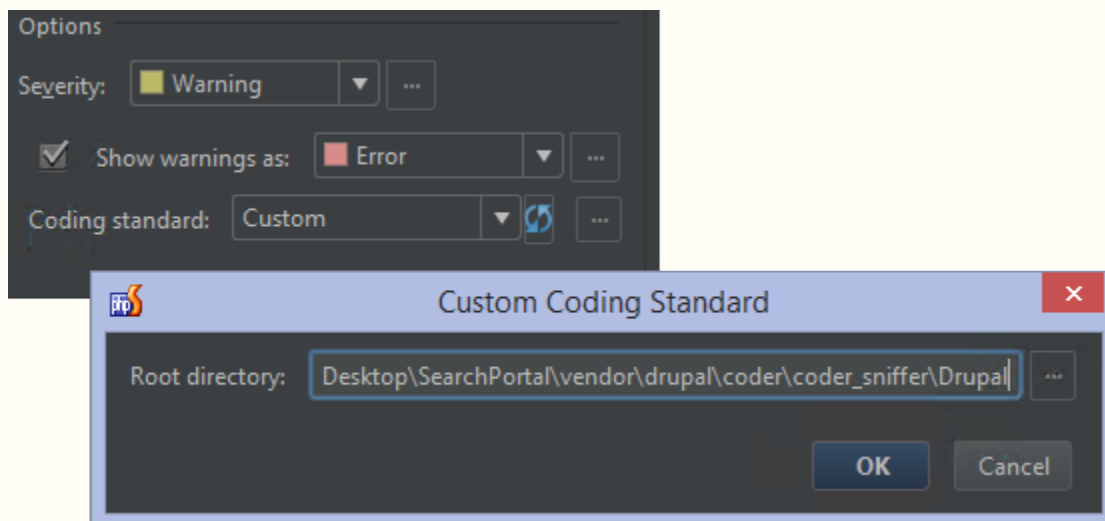 Options
Severity: Warning ...
Show warnings as: Error ...
Coding standard: Custom ...
php
Custom Coding Standard
Root directory: Desktop\SearchPortal\vendor\drupal\coder\coder_sniffer\Drupal ...
OK Cancel